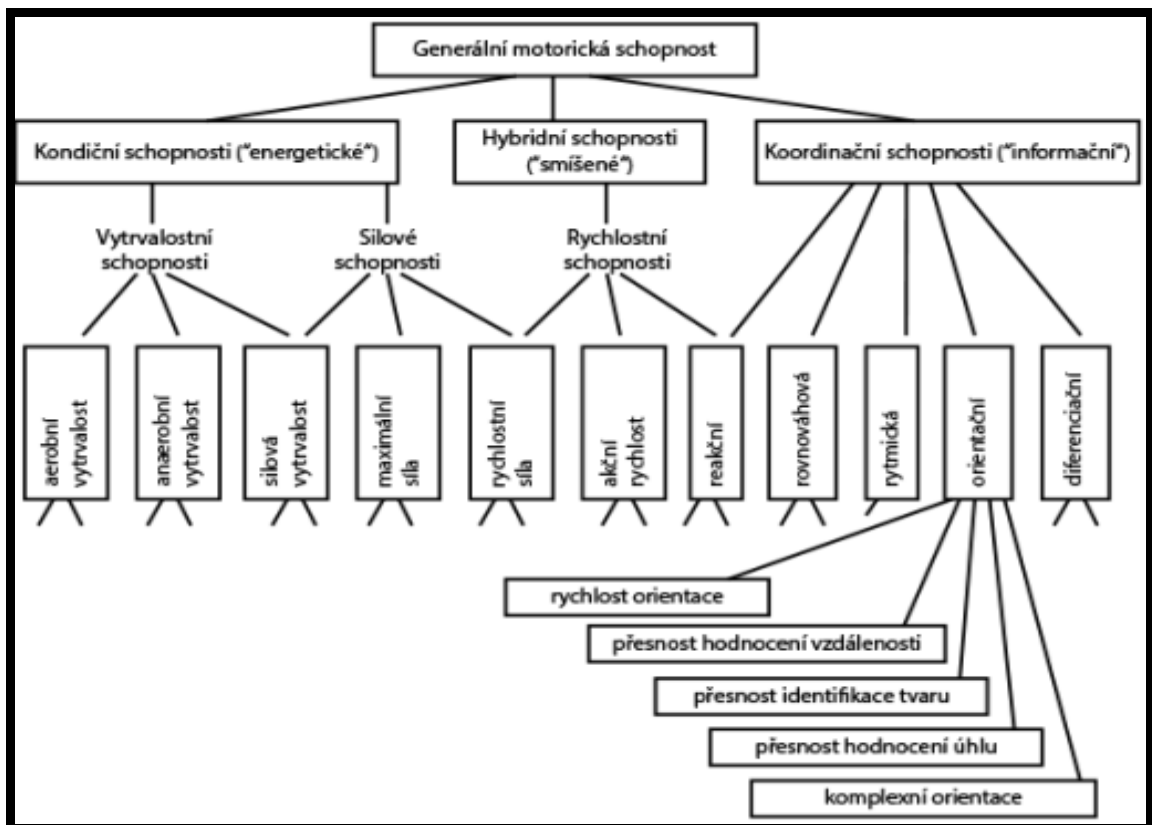 Generální motorická schopnost
Kondiční schopnosti ("energetické")
Hybridní schopnosti
("smíšené")
Koordinační schopnosti ("informační")
Vytrvalostní
schopnosti
Silové
schopnosti
Rychlostní
schopnosti
aerobní
vytrvalost
anaerobní
vytrvalost
silová
vytrvalost
maximální
síla
rychlostní
síla
akční
rychlost
reakční
rovnováhová
rytmická
orientační
diferenciační
rychlost orientace
přesnost hodnocení vzdálenosti
přesnost identifikace tvaru
přesnost hodnocení úhlu
komplexní orientace